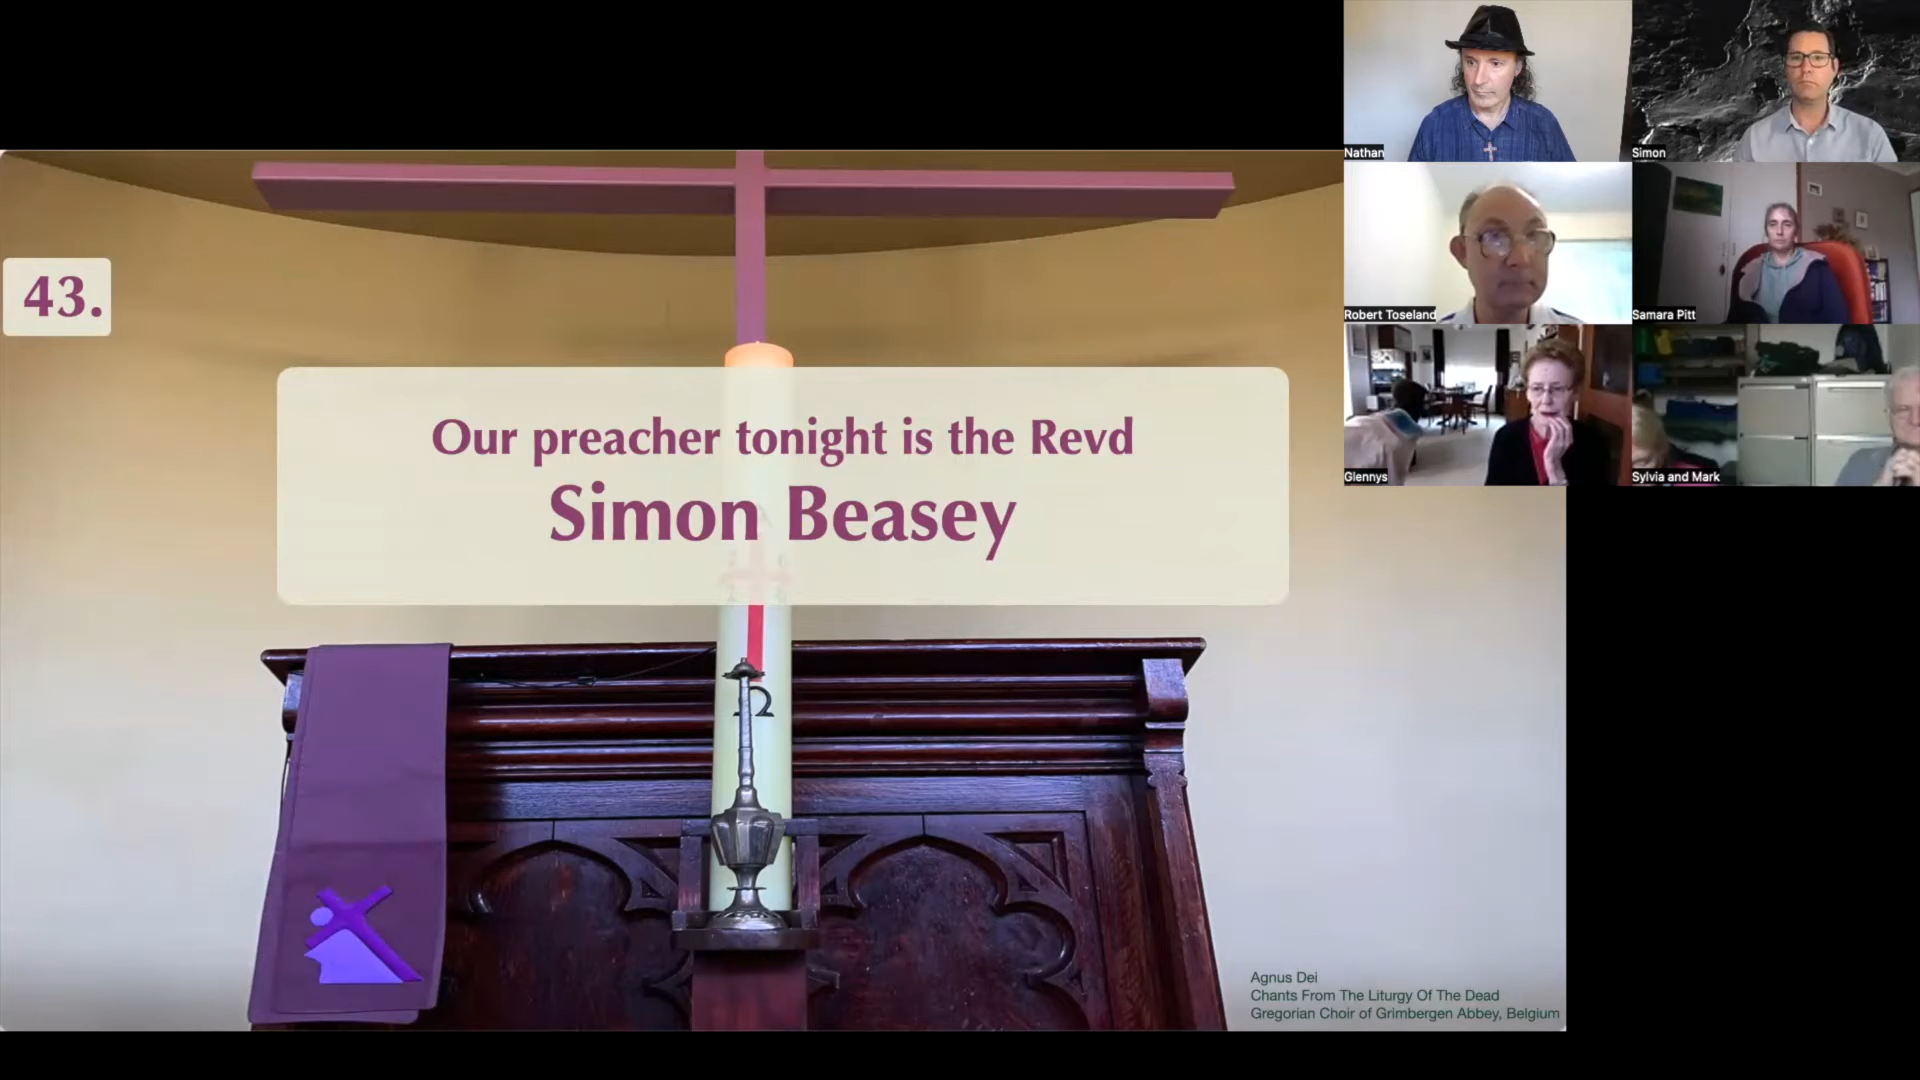 43.
Our preacher tonight is the Revd
Simon Beasey
Ω
Agnus Dei
Chants From The Liturgy Of The Dead
Gregorian Choir of Grimbergen Abbey, Belgium
Nathan
Simon
Robert Toseland
Samara Pitt
Glennys
Sylvia and Mark